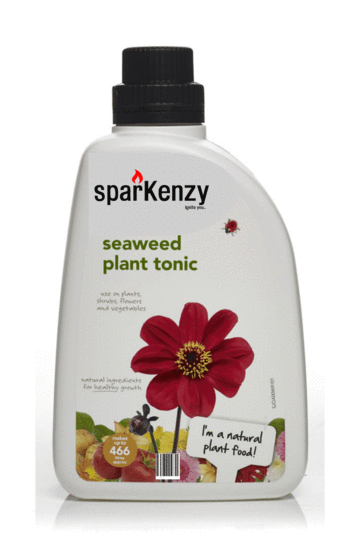 sparKenzy
Ignite you..
seaweed
plant tonic
use on plants,
shrubs, flowers
and vegetables
natural ingredients
for healthy growth
makes
up to
466
I'm a natural
plant food!